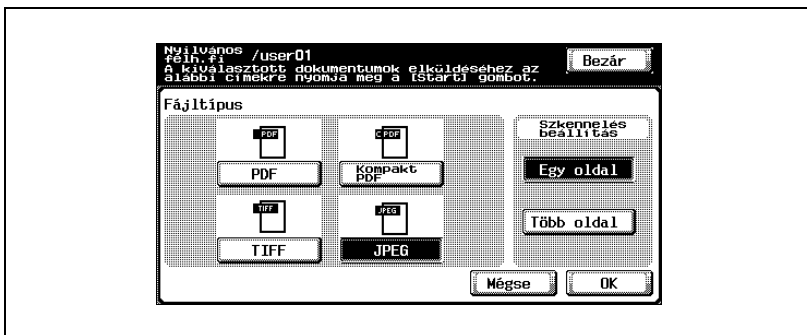 Nyilvános félh.fi /user01
A kiválasztott dokumentumok elküldéséhez az
alábbi címekre nyomja meg a [Start] gombot.
Bezár
Fájltípus
PDF
PDF
C PDF
Kompakt
PDF
TIFF
TIFF
JPEG
JPEG
Szkennelés
beállítás
Egy oldal
Több oldal
Mégse
OK